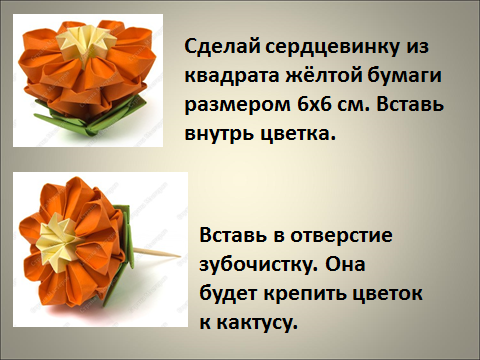 Сделай сердцевинку из
квадрата жёлтой бумаги
размером 6х6 см. Вставь
внутрь цветка.
Вставь в отверстие
зубочистку. Она
будет крепить цветок
к кактусу.